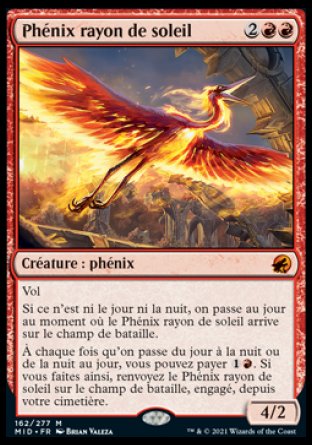 Phénix rayon de soleil 2
Créature : phénix
Vol
Si ce n'est ni le jour ni la nuit, on passe au jour
au moment où le Phénix rayon de soleil arrive
sur le champ de bataille.
À chaque fois qu'on passe du jour à la nuit ou
de la nuit au jour, vous pouvez payer 1. Si
vous faites ainsi, renvoyez le Phénix rayon de
soleil sur le champ de bataille, engagé, depuis
votre cimetière.
4/2
162/277 M
MID • FR Brian Valeza
™ & © 2021 Wizards of the Coast